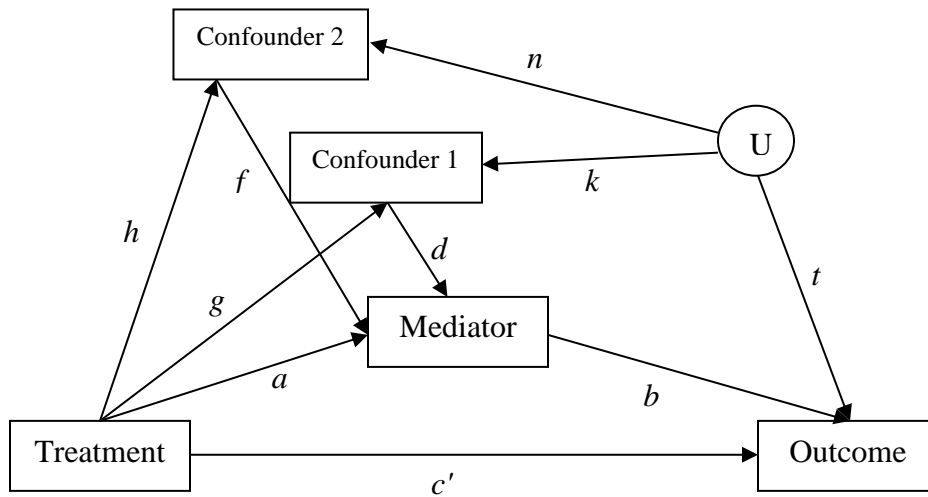 Confounder 2
n
U
Confounder 1
k
f
h
d
t
g
Mediator
a
b
Treatment
Outcome
c'